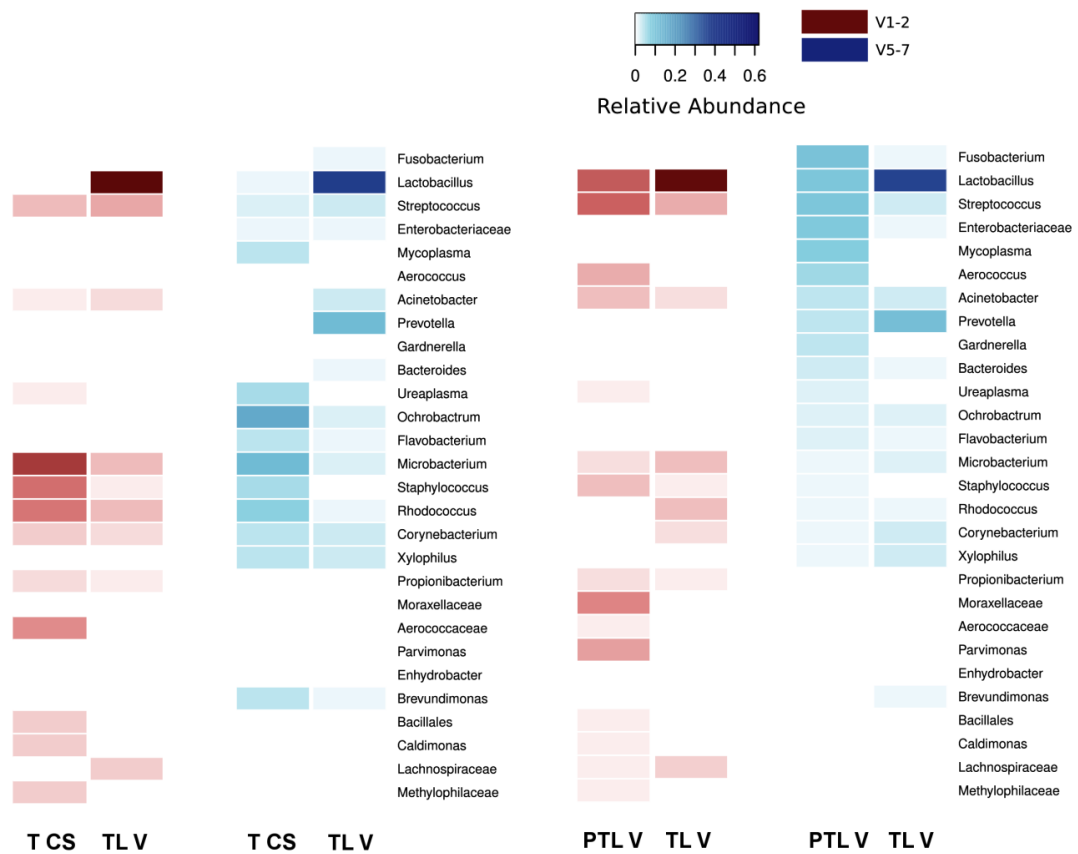 V1-2
V5-7
0 0.2 0.4 0.6
Relative Abundance
Fusobacterium
Lactobacillus
Streptococcus
Enterobacteriaceae
Mycoplasma
Aerococcus
Acinetobacter
Prevotella
Gardnerella
Bacteroides
Ureaplasma
Ochrobactrum
Flavobacterium
Microbacterium
Staphylococcus
Rhodococcus
Corynebacterium
Xylophilus
Propionibacterium
Moraxellaceae
Aerococcaceae
Parvimonas
Enhydrobacter
Brevundimonas
Bacillales
Caldimonas
Lachnospiraceae
Methylophilaceae
T CS TL V T CS TL V
Fusobacterium
Lactobacillus
Streptococcus
Enterobacteriaceae
Mycoplasma
Aerococcus
Acinetobacter
Prevotella
Gardnerella
Bacteroides
Ureaplasma
Ochrobactrum
Flavobacterium
Microbacterium
Staphylococcus
Rhodococcus
Corynebacterium
Xylophilus
Propionibacterium
Moraxellaceae
Aerococcaceae
Parvimonas
Enhydrobacter
Brevundimonas
Bacillales
Caldimonas
Lachnospiraceae
Methylophilaceae
PTL V TL V PTL V TL V